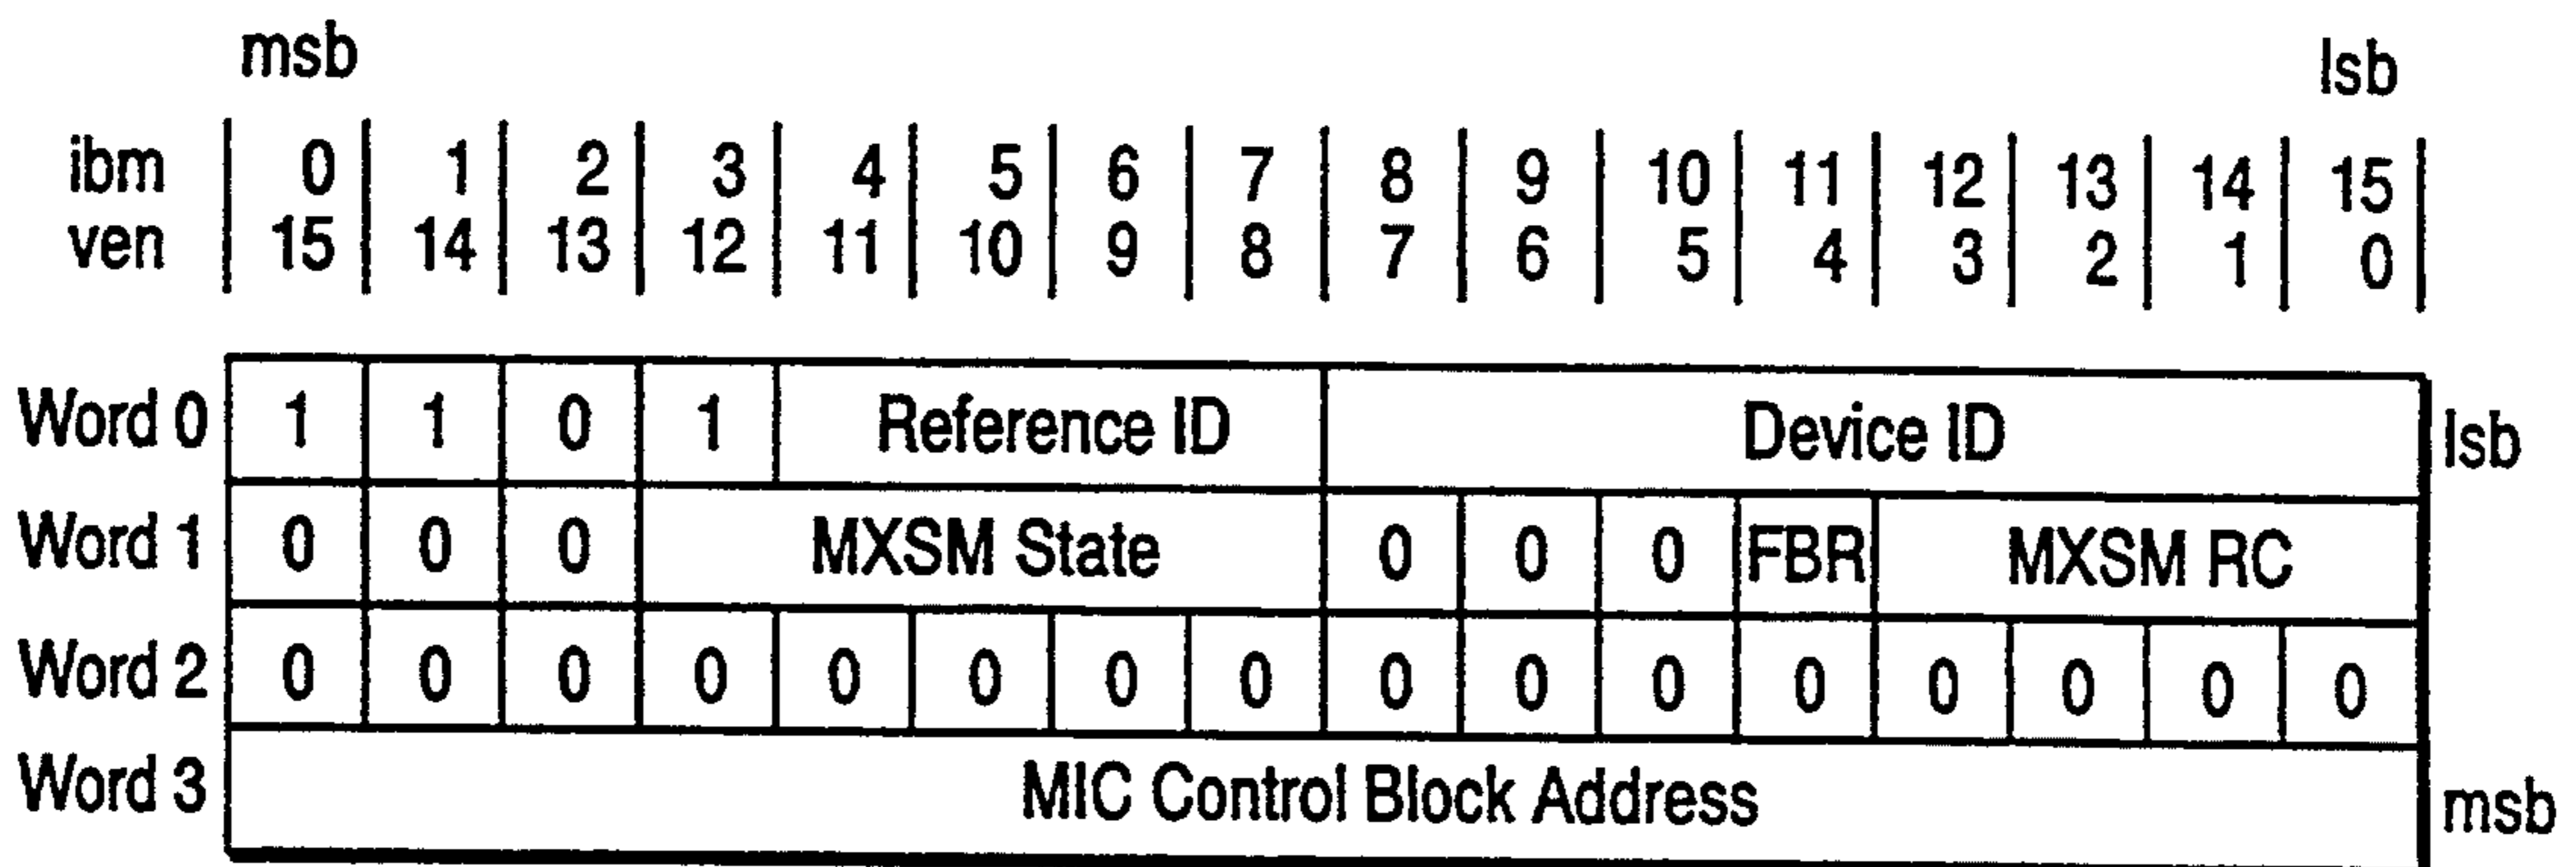 msb lsb
ibm 0 1 2 3 4 5 6 7 8 9 10 11 12 13 14 15
ven 15 14 13 12 11 10 9 8 7 6 5 4 3 2 1 0
Word 0 1 1 0 1 Reference ID Device ID lsb
Word 1 0 0 0 MXSM State 0 0 0 FBR MXSM RC
Word 2 0 0 0 0 0 0 0 0 0 0 0 0 0 0 0 0
Word 3 MIC Control Block Address msb